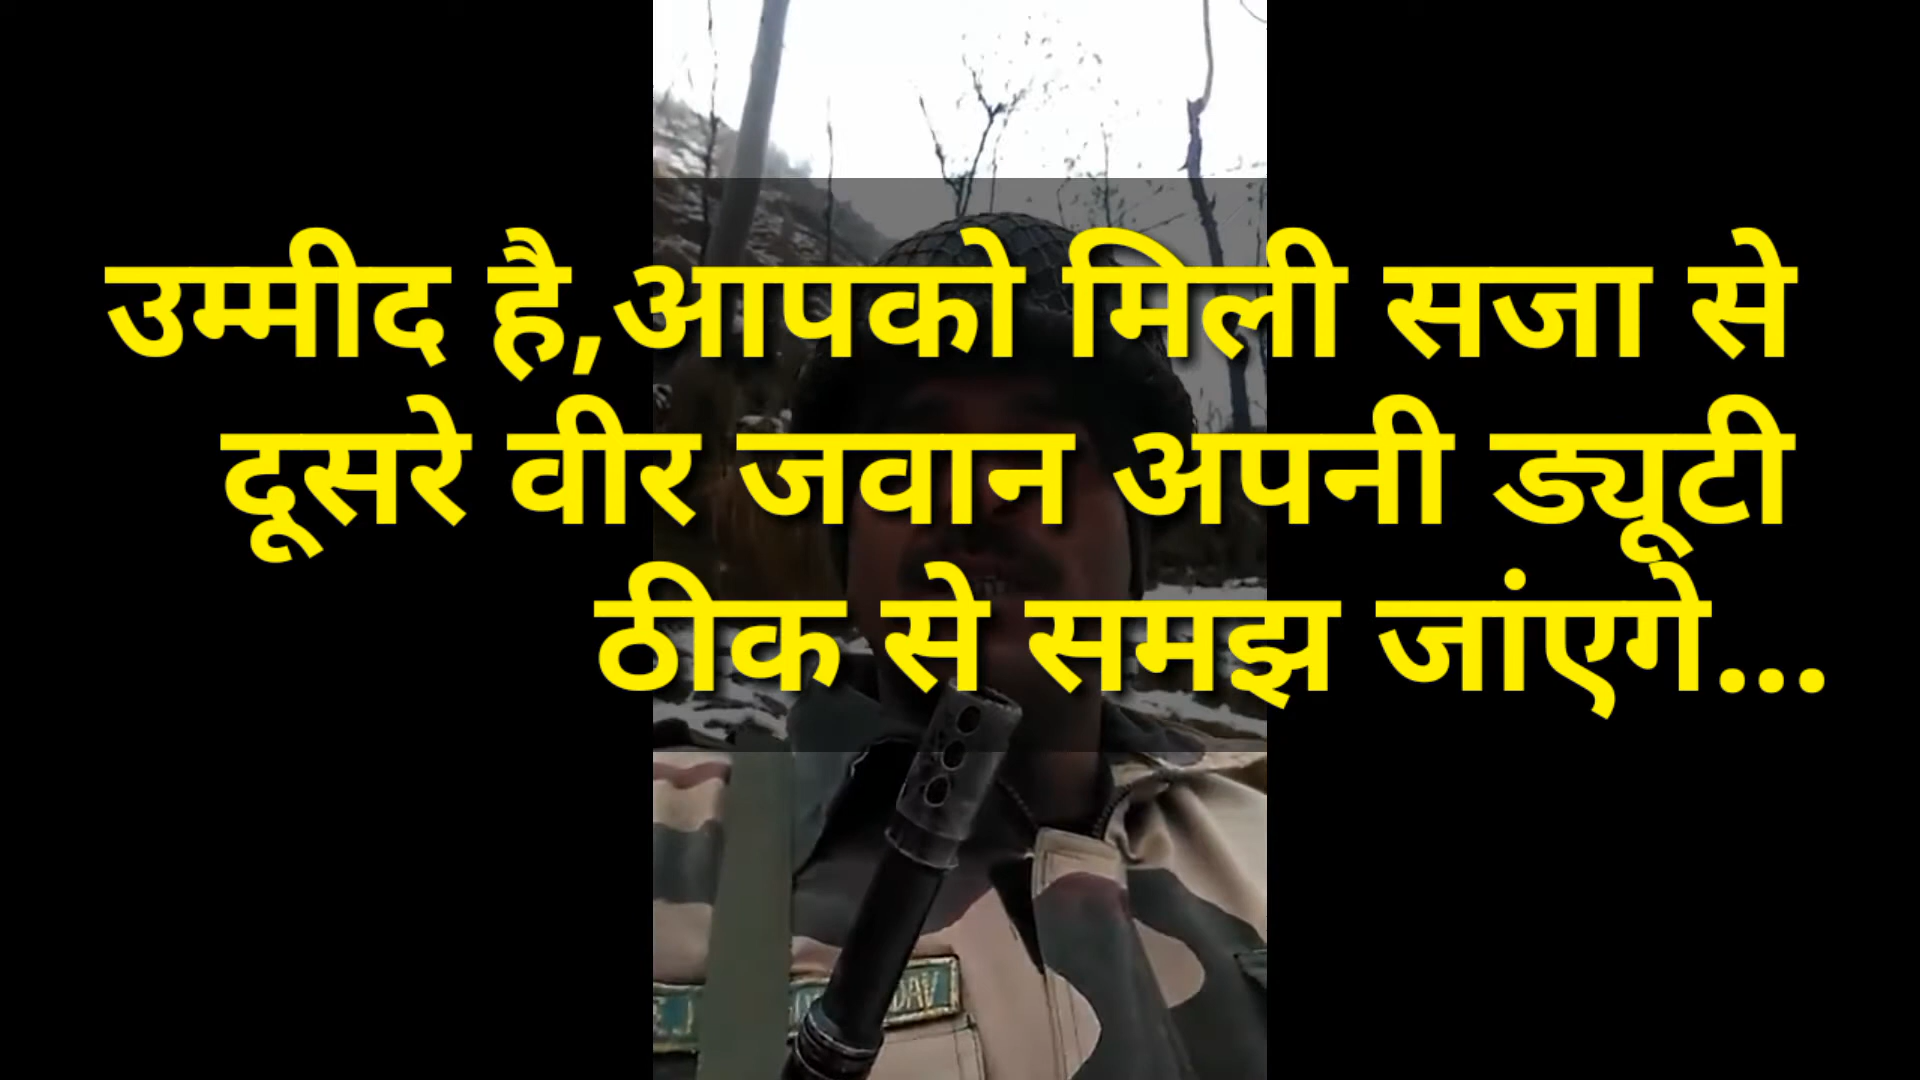 उम्मीद है,आपको मिली सजा से
दूसरे वीर जवान अपनी ड्यूटी
ठीक से समझ जांएगे...